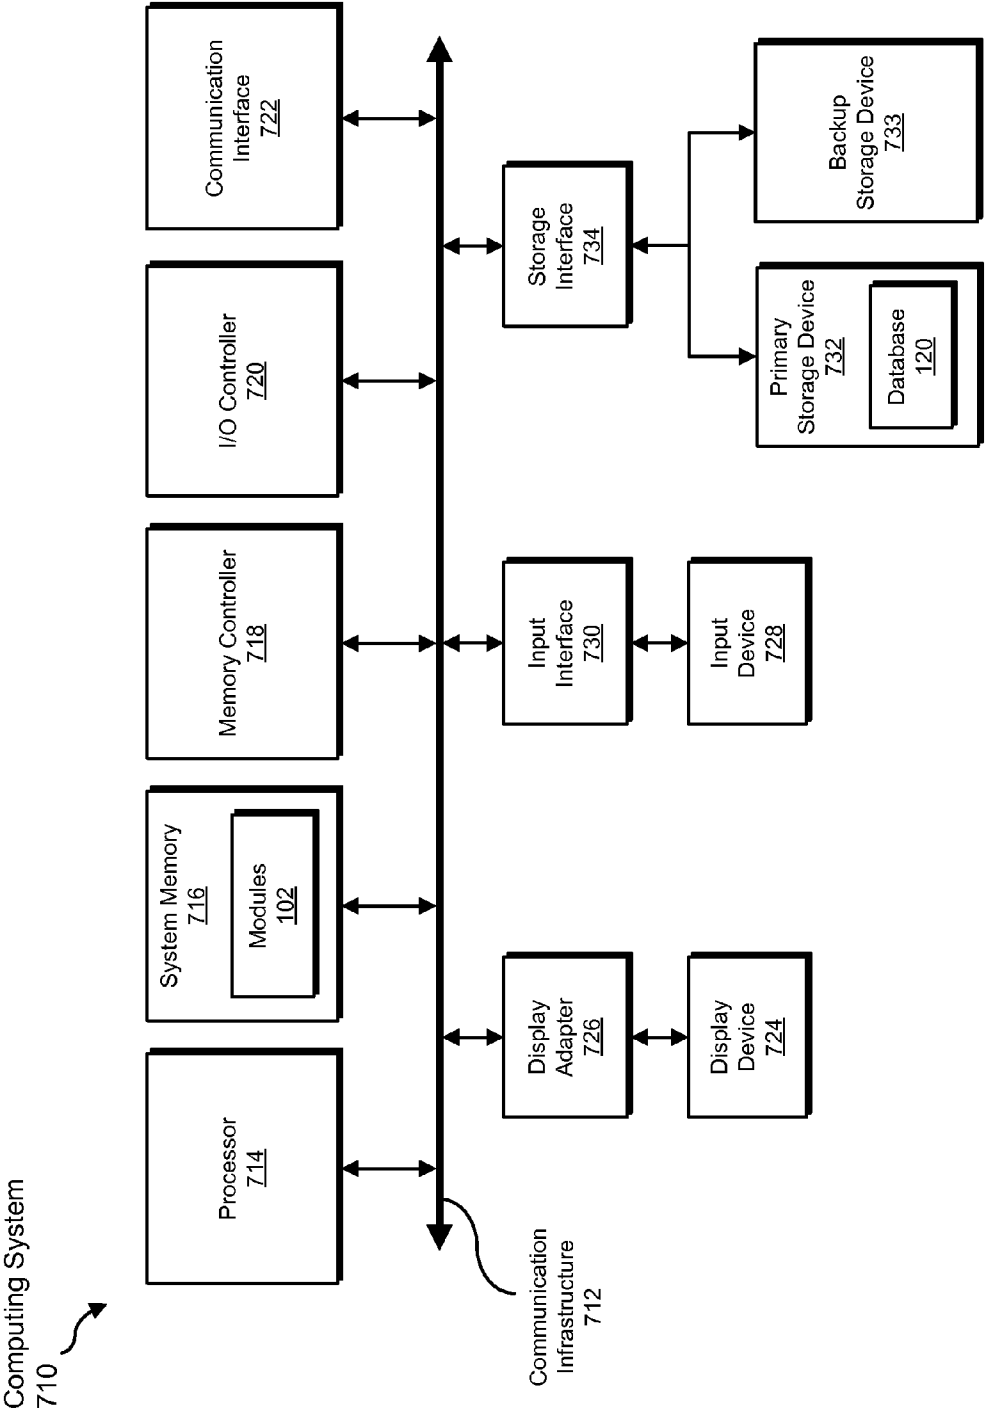 Computing System
710
Processor
714
System Memory
716
Modules
102
Memory Controller
718
I/O Controller
720
Communication
Interface
722
Communication
Infrastructure
712
Display
Adapter
726
Input
Interface
730
Storage
Interface
734
Display
Device
724
Input
Device
728
Primary
Storage Device
732
Database
120
Backup
Storage Device
733